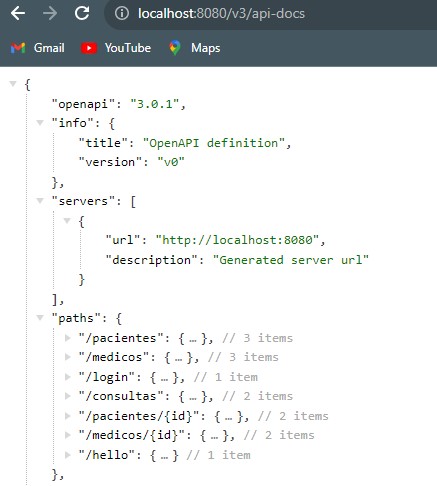 localhost:8080/v3/api-docs
Gmail YouTube Maps
{
"openapi": "3.0.1",
"info": {
"title": "OpenAPI definition",
"version": "v0"
},
"servers": [
{
"url": "http://localhost:8080",
"description": "Generated server url"
}
],
"paths": {
"/pacientes": { … }, // 3 items
"/medicos": { … }, // 3 items
"/login": { … }, // 1 item
"/consultas": { … }, // 2 items
"/pacientes/{id}": { … }, // 2 items
"/medicos/{id}": { … }, // 2 items
"/hello": { … } // 1 item
},